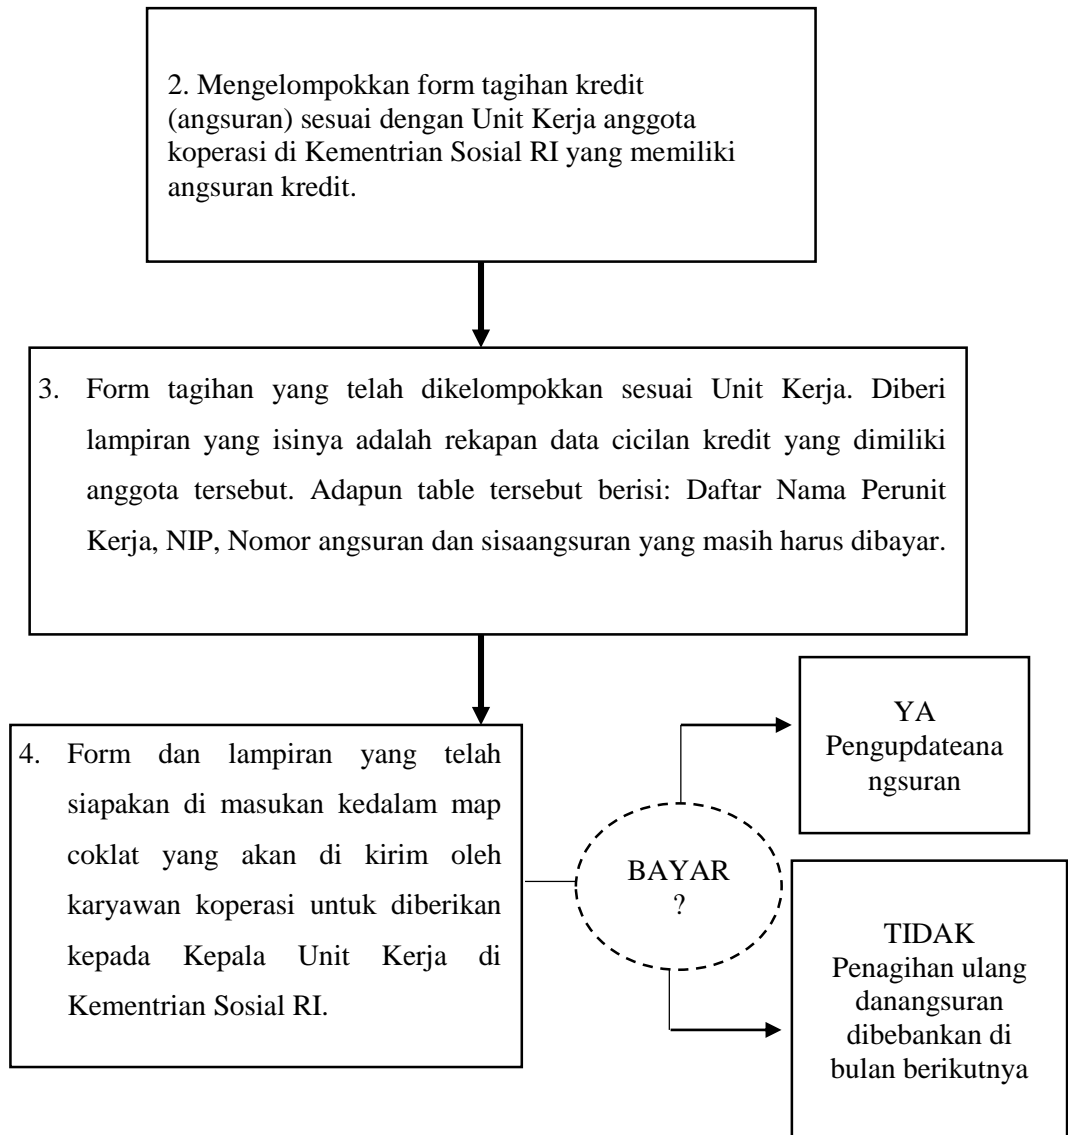 2. Mengelompokkan form tagihan kredit
(angsuran) sesuai dengan Unit Kerja anggota
koperasi di Kementrian Sosial RI yang memiliki
angsuran kredit.
3. Form tagihan yang telah dikelompokkan sesuai Unit Kerja. Diberi
lampiran yang isinya adalah rekapan data cicilan kredit yang dimiliki
anggota tersebut. Adapun table tersebut berisi: Daftar Nama Perunit
Kerja, NIP, Nomor angsuran dan sisaangsuran yang masih harus dibayar.
4. Form dan lampiran yang telah
siapakan di masukan kedalam map
coklat yang akan di kirim oleh
karyawan koperasi untuk diberikan
kepada Kepala Unit Kerja di
Kementrian Sosial RI.
BAYAR
?
YA
Pengupdateana
ngsuran
TIDAK
Penagihan ulang
danangsuran
dibebankan di
bulan berikutnya